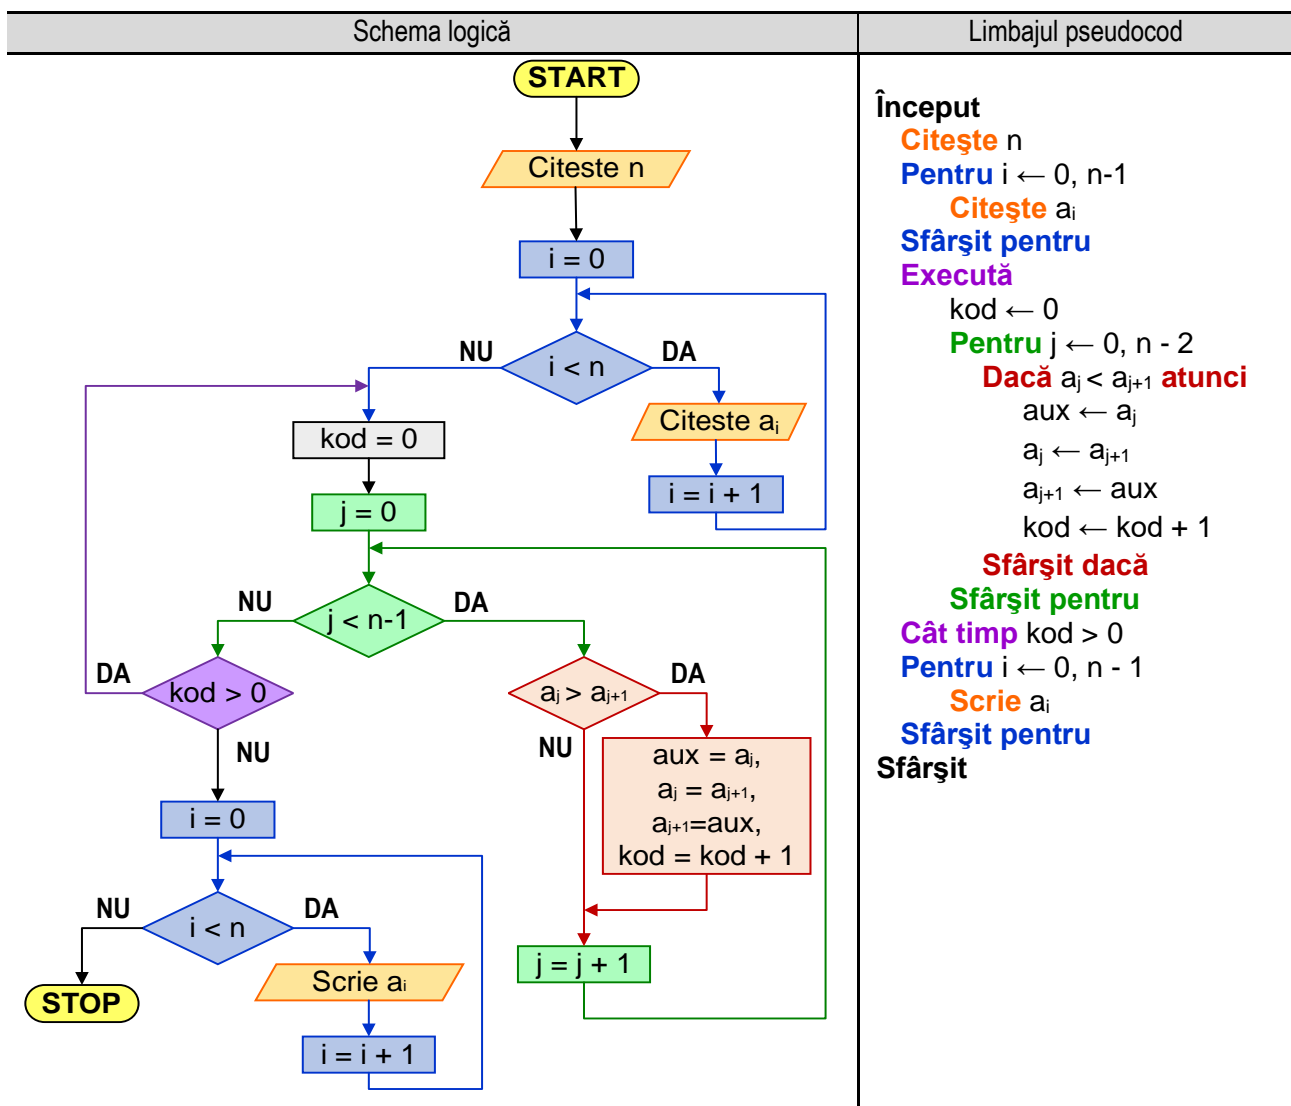 Schema logică
Limbajul pseudocod
START
Citeste n
i = 0
NU
DA
i < n
Citeste ai
kod = 0
i = i + 1
j = 0
NU
DA
j < n-1
DA
kod > 0
NU
aj > aj+1
DA
NU
aux = aj,
aj = aj+1,
aj+1=aux,
kod = kod + 1
i = 0
NU
DA
i < n
j = j + 1
Scrie ai
STOP
i = i + 1
Început
Citeşte n
Pentru i ← 0, n-1
Citeşte ai
Sfârşit pentru
Execută
kod ← 0
Pentru j ← 0, n - 2
Dacă aj < aj+1 atunci
aux ← aj
aj ← aj+1
aj+1 ← aux
kod ← kod + 1
Sfârşit dacă
Sfârşit pentru
Cât timp kod > 0
Pentru i ← 0, n - 1
Scrie ai
Sfârşit pentru
Sfârşit